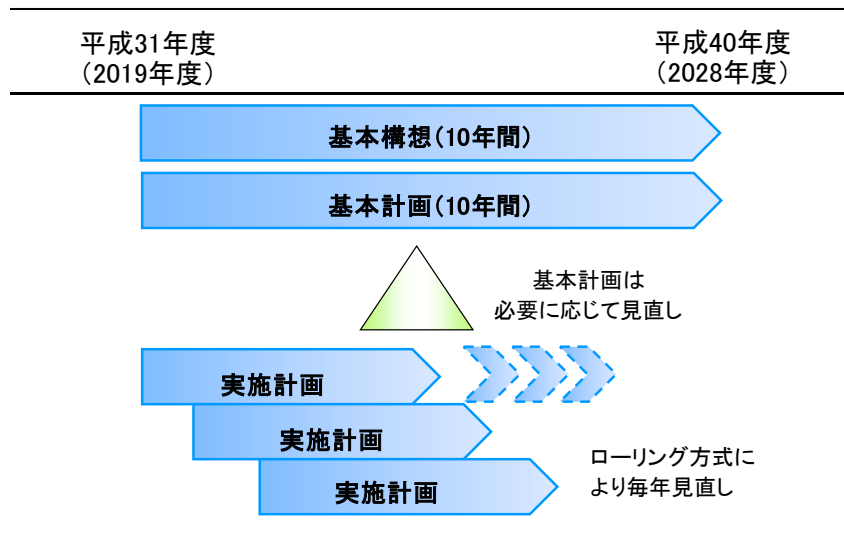 平成31年度
（2019年度）
平成40年度
（2028年度）
基本構想（10年間）
基本計画（10年間）
基本計画は
必要に応じて見直し
実施計画
実施計画
実施計画
ローリング方式に
より毎年見直し